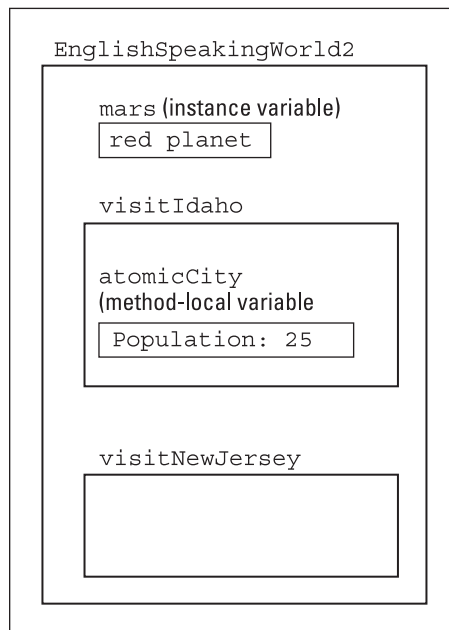 EnglishSpeakingWorld2
mars (instance variable)
red planet
visitIdaho
atomicCity
(method-local variable
Population: 25
visitNewJersey